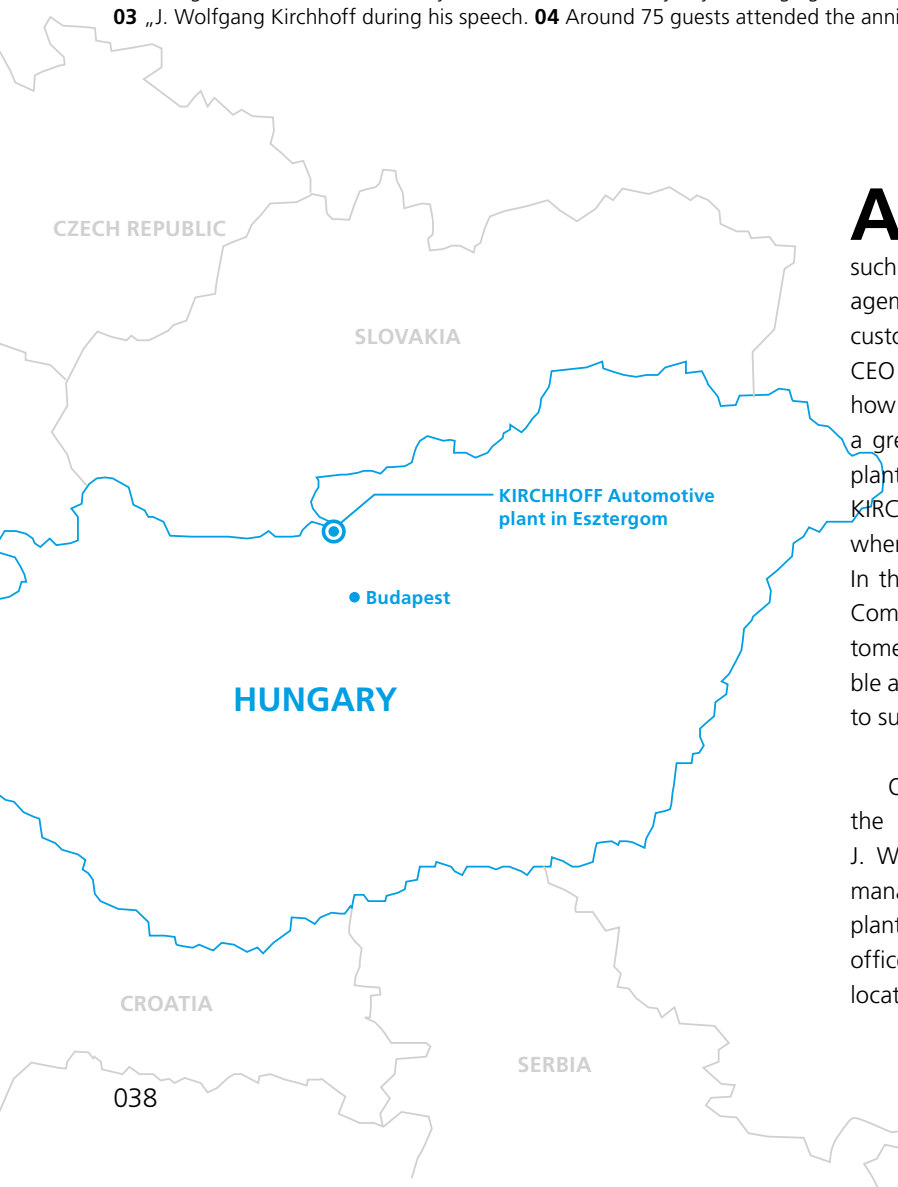 03 „J. Wolfgang Kirchhoff during his speech. 04 Around 75 guests attended the anni
CZECH REPUBLIC
SLOVAKIA
KIRCHHOFF Automotive
plant in Esztergom
Budapest
HUNGARY
CROATIA
SERBIA
038
A
such
agen
custo
CEO
how
a gre
plant
KIRC
when
In th
Com
tome
ble a
to su
the
J. W
mana
plant
office
locat